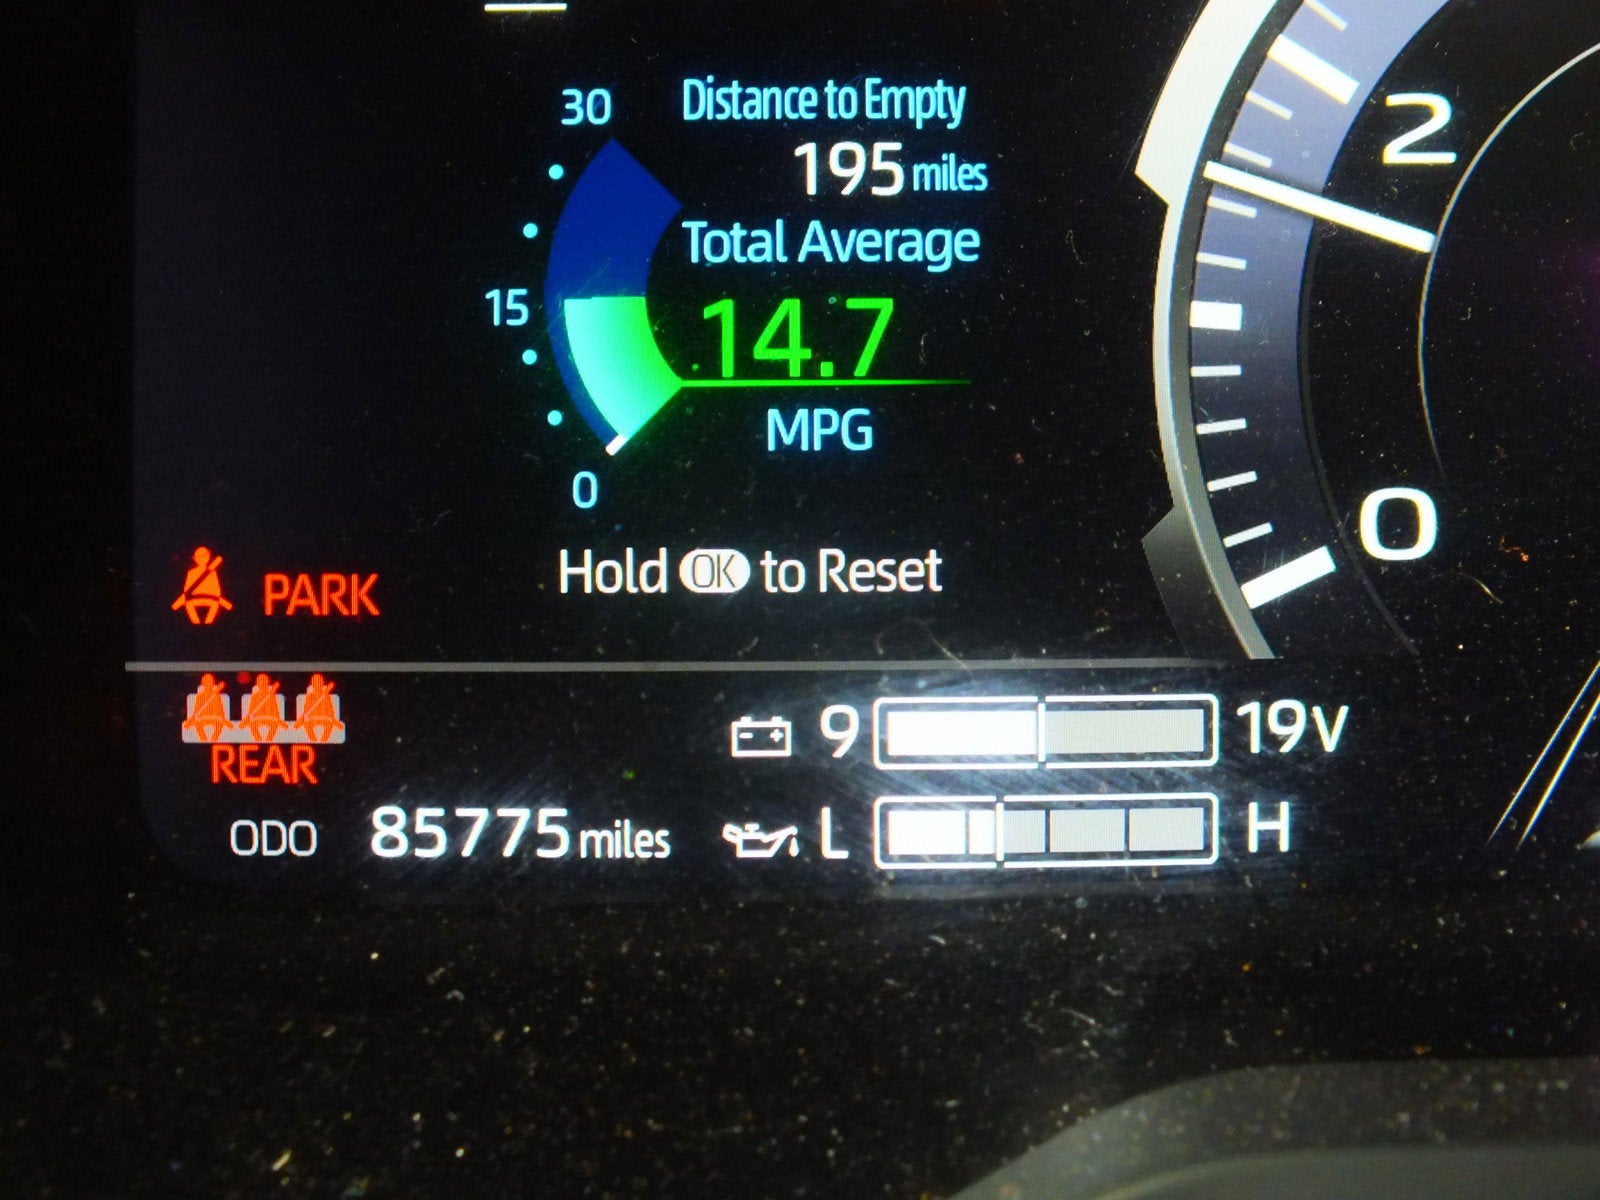 30
Distance to Empty
195 miles
Total Average
15
14.7
MPG
0
Hold OK to Reset
PARK
REAR
ODO 85775 miles
9 19V
L H
2
0